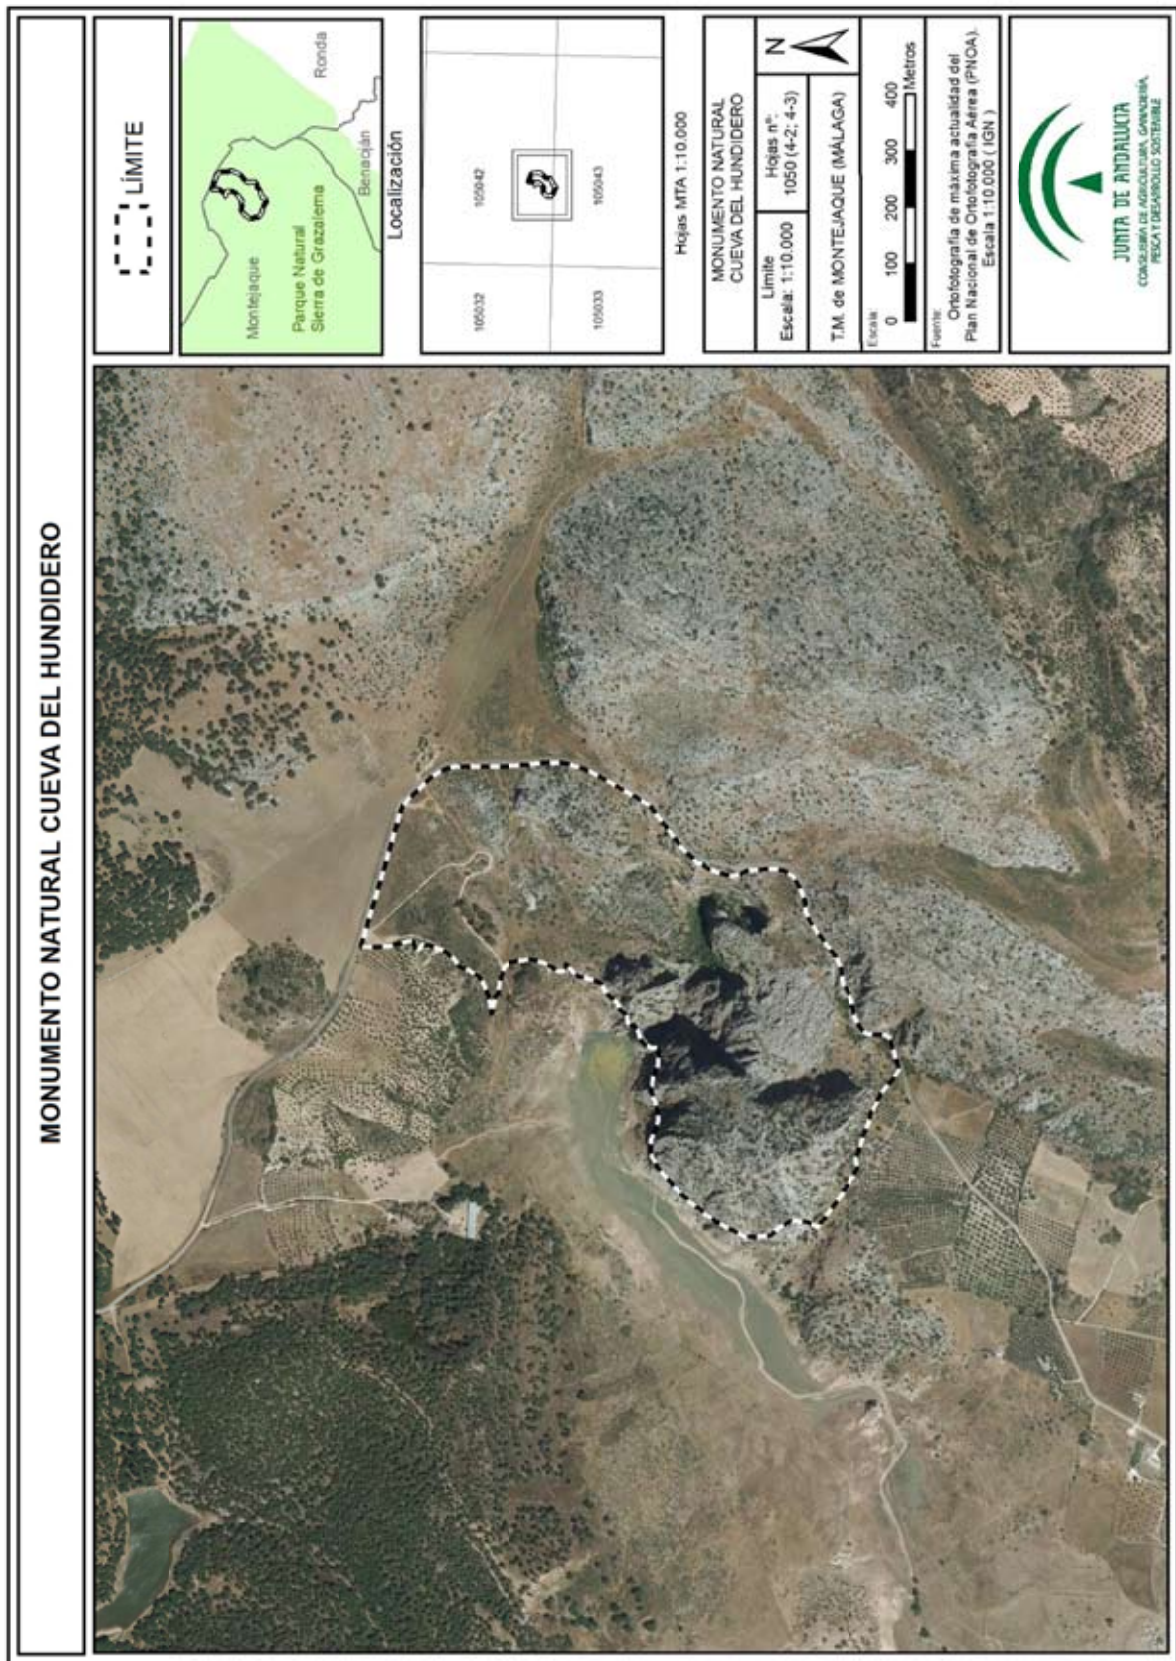 MONUMENTO NATURAL CUEVA DEL HUNDIDERO
LÍMITE
Montejaque
Parque Natural
Sierra de Grazalema
Ronda
Benaoján
Localización
105032
105042
105033
105043
Hojas MTA 1:10.000
MONUMENTO NATURAL
CUEVA DEL HUNDIDERO
Límite
Escala: 1:10.000
Hojas nº:
1050 (4-2; 4-3)
N
T.M. de MONTEJAQUE (MÁLAGA)
Escala:
0 100 200 300 400
Metros
Fuente:
Ortofotografía de máxima actualidad del
Plan Nacional de Ortofotografía Aérea (PNOA).
Escala 1:10.000 ( IGN )
JUNTA DE ANDALUCIA
CONSEJERÍA DE AGRICULTURA, GANADERÍA,
PESCA Y DESARROLLO SOSTENIBLE